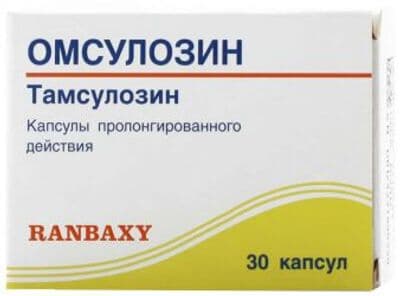 ОМСУЛОЗИН
Тамсулозин
Капсулы пролонгированного
действия
RANBAXY
30 капсул